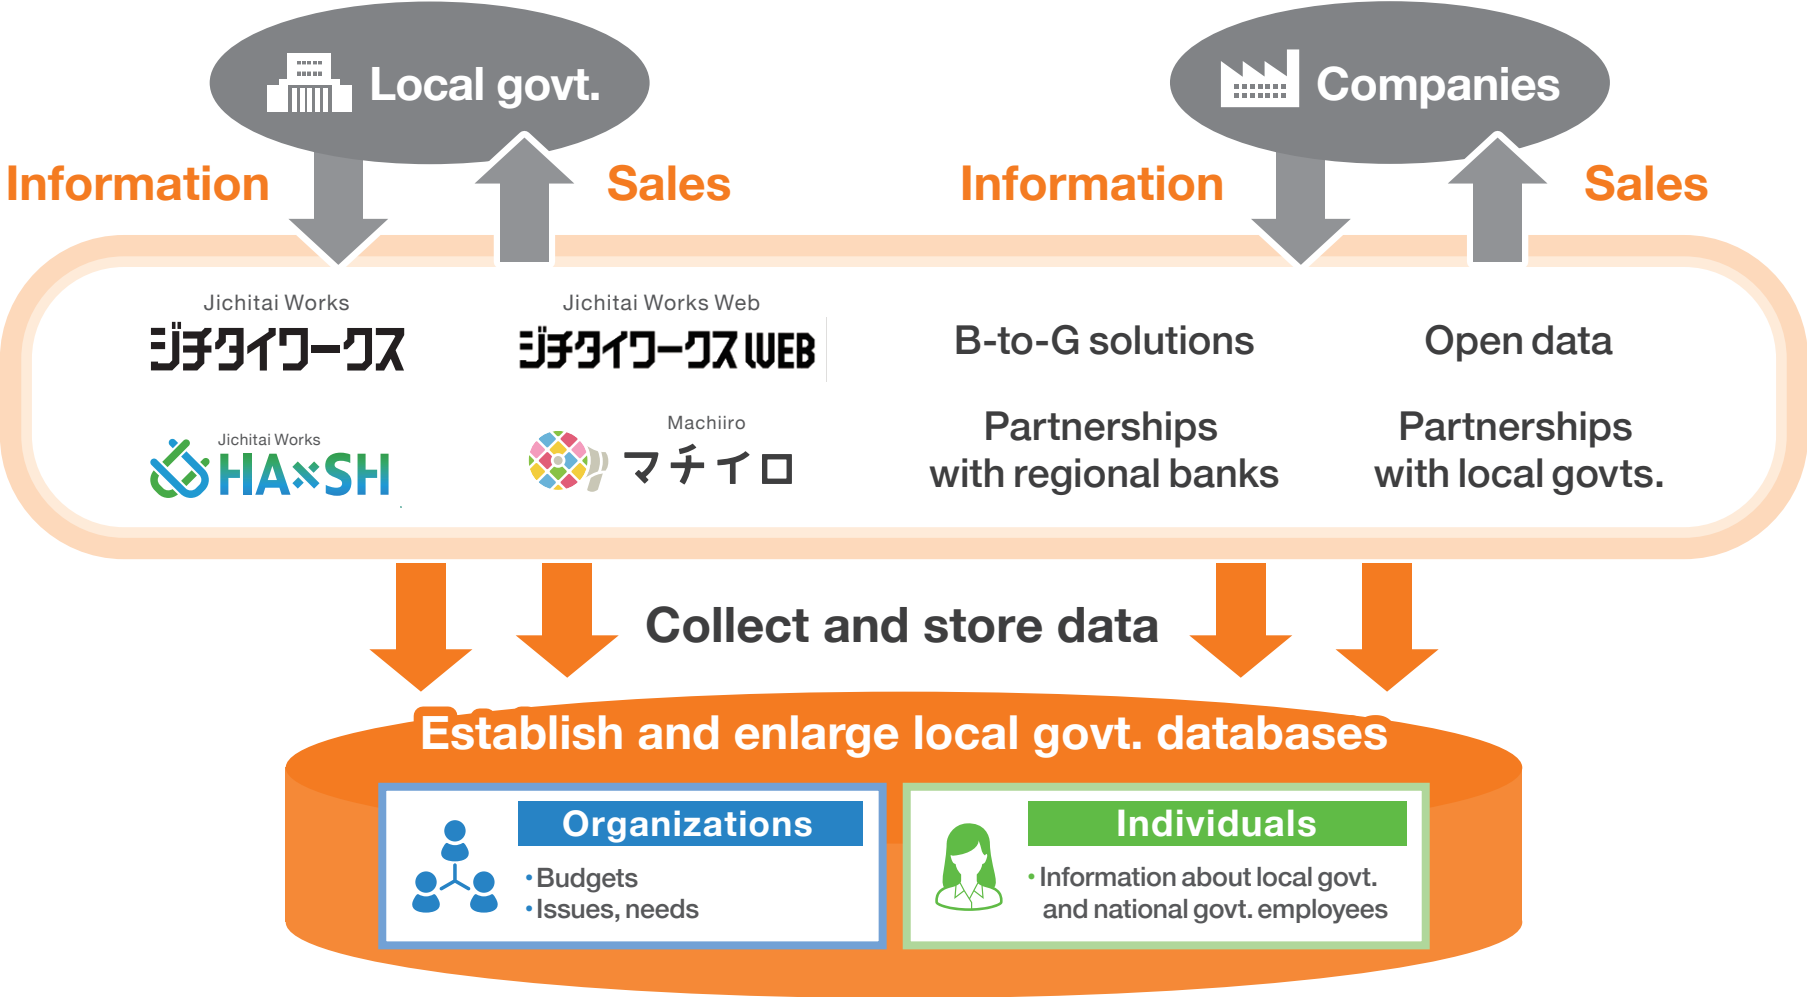 Local govt.
Companies
Information
Sales
Information
Sales
Jichitai Works
ジチタイワークス
Jichitai Works Web
ジチタイワークス WEB
B-to-G solutions
Open data
Jichitai Works
HA×SH
Machiiro
マチイロ
Partnerships
with regional banks
Partnerships
with local govts.
Collect and store data
Establish and enlarge local govt. databases
Organizations
・Budgets
・Issues, needs
Individuals
・Information about local govt.
and national govt. employees